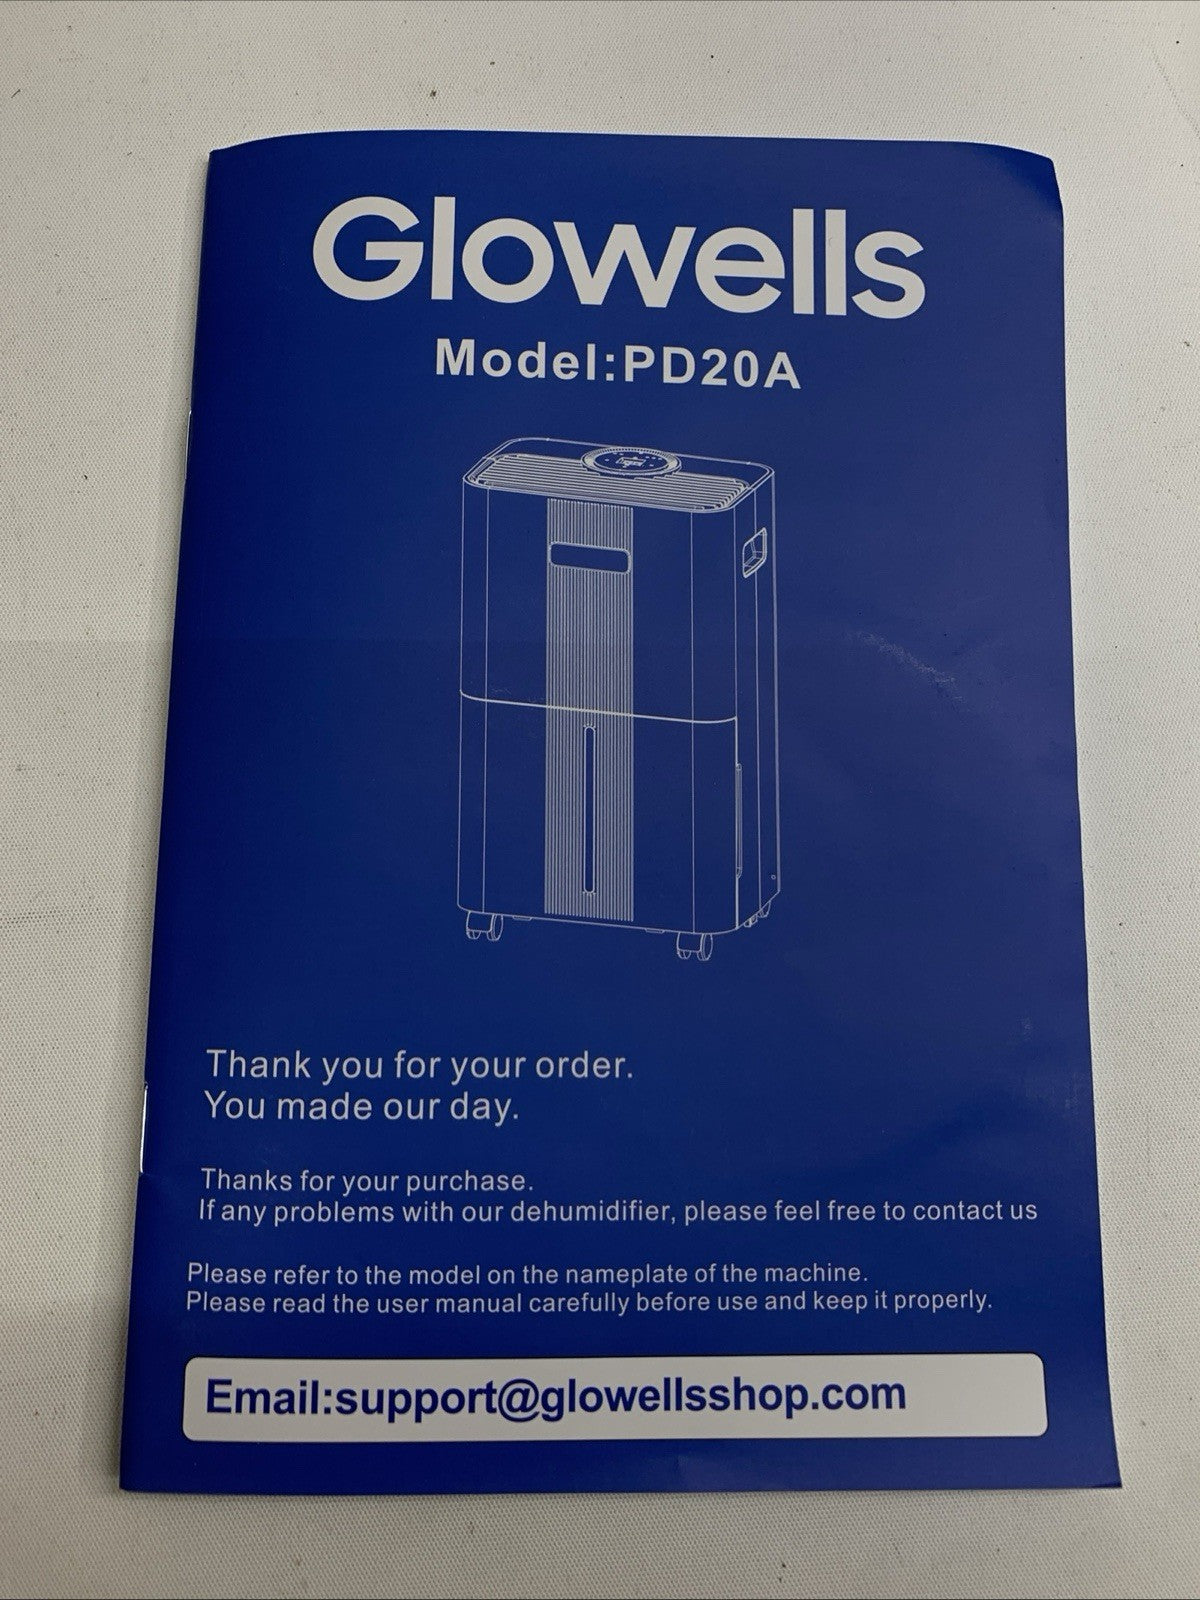 Glowells
Model:PD20A
Thank you for your order.
You made our day.
Thanks for your purchase.
If any problems with our dehumidifier, please feel free to contact us
Please refer to the model on the nameplate of the machine.
Please read the user manual carefully before use and keep it properly.
Email:support@glowellsshop.com